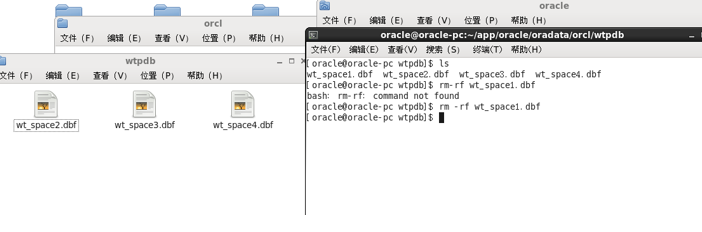 oracle
文件（F） 编辑（E） 查看（V） 位置（P） 帮助（H）
orcl
文件（F） 编辑（E） 查看（V） 位置（P） 帮助（H）
wtpdb
文件（F） 编辑（E） 查看（V） 位置（P） 帮助（H）
wt_space2.dbf wt_space3.dbf wt_space4.dbf
oracle@oracle-pc:~/app/oracle/oradata/orcl/wtpdb
文件(F) 编辑(E) 查看(V) 搜索 (S) 终端(T) 帮助(H)
[oracle@oracle-pc wtpdb]$ ls
wt_space1.dbf wt_space2.dbf wt_space3.dbf wt_space4.dbf
[oracle@oracle-pc wtpdb]$ rm-rf wt_space1.dbf
bash: rm-rf: command not found
[oracle@oracle-pc wtpdb]$ rm -rf wt_space1.dbf
[oracle@oracle-pc wtpdb]$